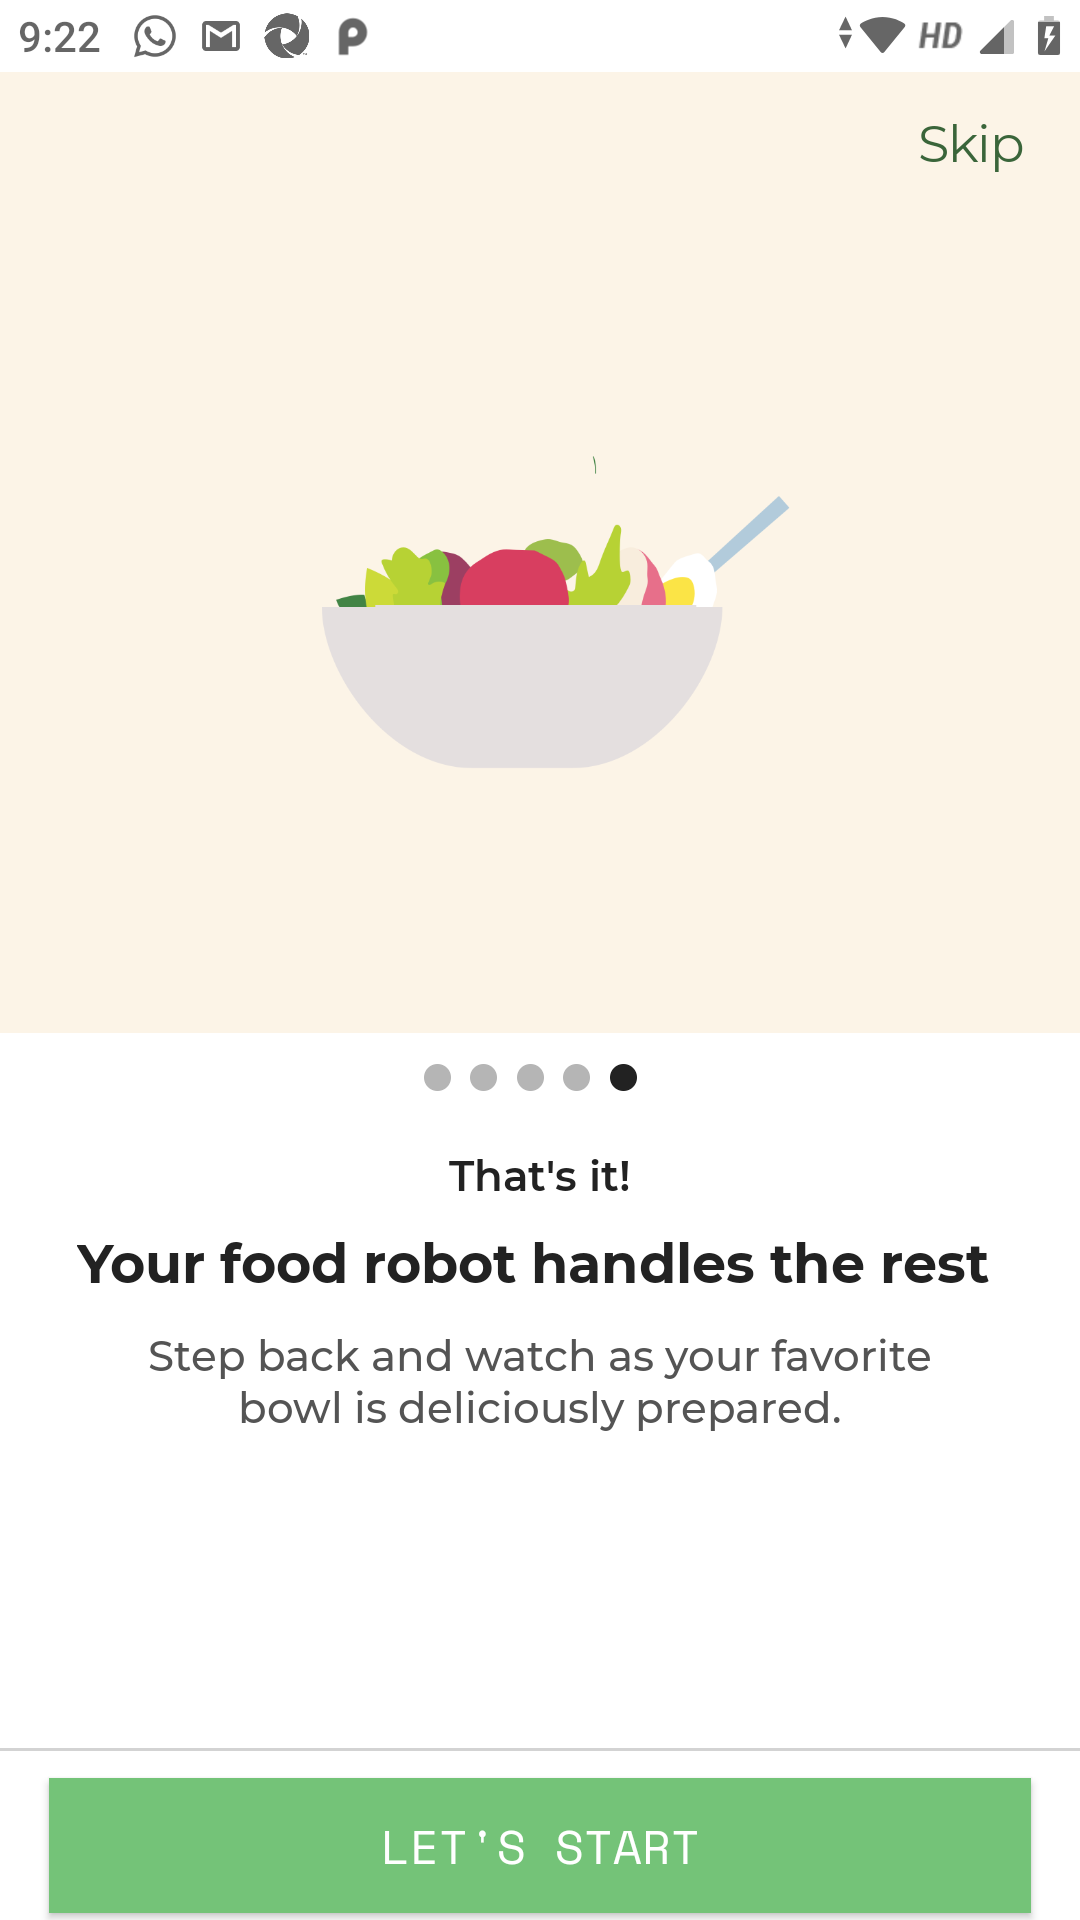 9:22
HD
Skip
That's it!
Your food robot handles the rest
Step back and watch as your favorite
bowl is deliciously prepared.
LET'S START